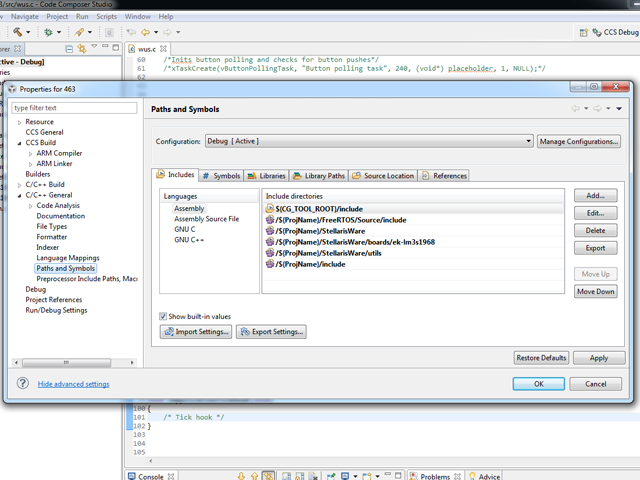 3/src/wus.c - Code Composer Studio
Navigate Project Run Scripts Window Help
CCS Debug
orer
wus.c
ctive - Debug]
60 /*Inits button polling and checks for button pushes*/
61 /*xTaskCreate(vButtonPollingTask, "Button polling task", 240, (void*) placeholder, 1, NULL);*/
62
Properties for 463
type filter text
Paths and Symbols
Resource
CCS General
CCS Build
ARM Compiler
ARM Linker
Builders
C/C++ Build
C/C++ General
Code Analysis
Documentation
File Types
Formatter
Indexer
Language Mappings
Paths and Symbols
Preprocessor Include Paths, Macr
Debug
Project References
Run/Debug Settings
Configuration: Debug [ Active ] Manage Configurations...
Includes # Symbols Libraries Library Paths Source Location References
Languages
Assembly
Assembly Source File
GNU C
GNU C++
Include directories
${CG_TOOL_ROOT}/include
/${ProjName}/FreeRTOS/Source/include
/${ProjName}/StellarisWare
/${ProjName}/StellarisWare/boards/ek-lm3s1968
/${ProjName}/StellarisWare/utils
/${ProjName}/include
Add...
Edit...
Delete
Export
Move Up
Move Down
Show built-in values
Import Settings... Export Settings...
Restore Defaults Apply
Hide advanced settings
OK Cancel
100 {
101 /* Tick hook */
102 }
103
104
105
Console
Problems Advice